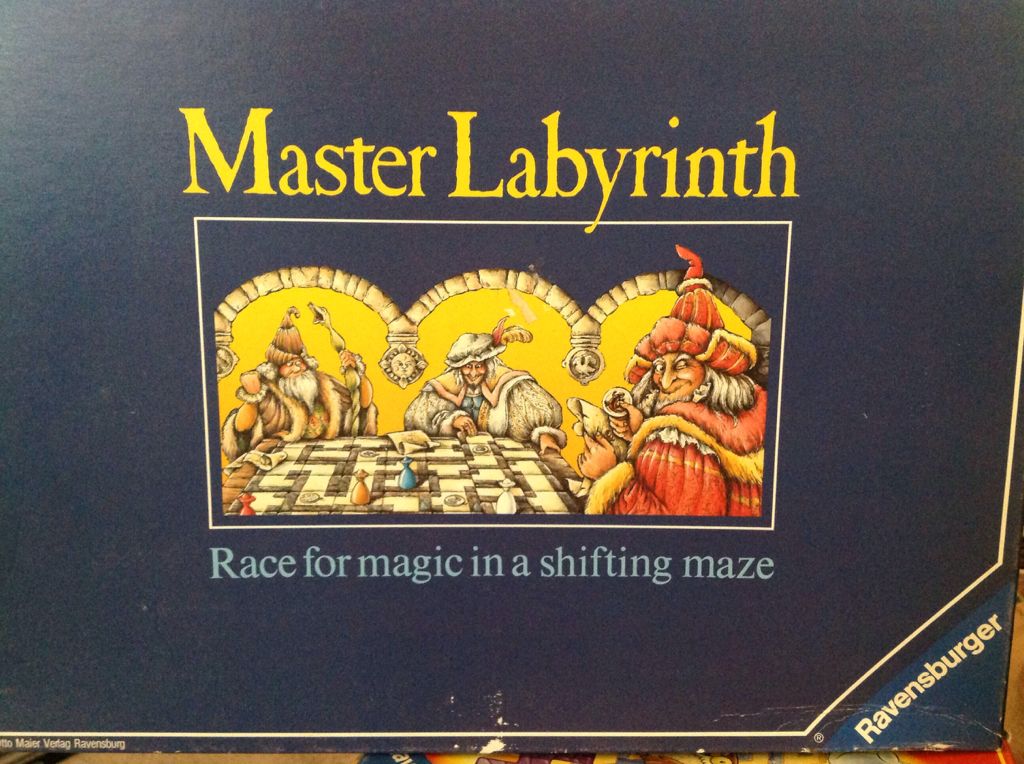 Master Labyrinth
Race for magic in a shifting maze
Ravensburger
®
Maier Verlag Ravensburg